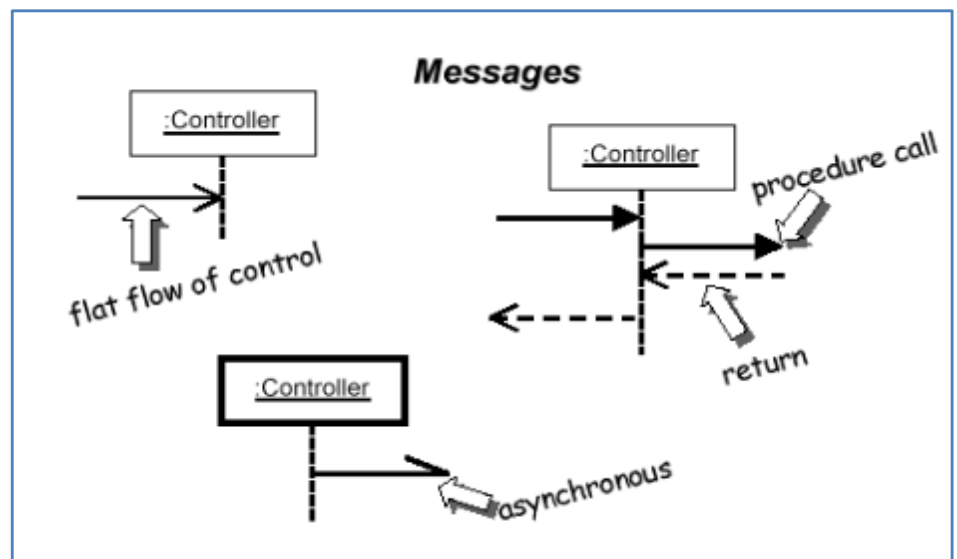 Messages
:Controller
flat flow of control
:Controller
procedure call
return
:Controller
asynchronous